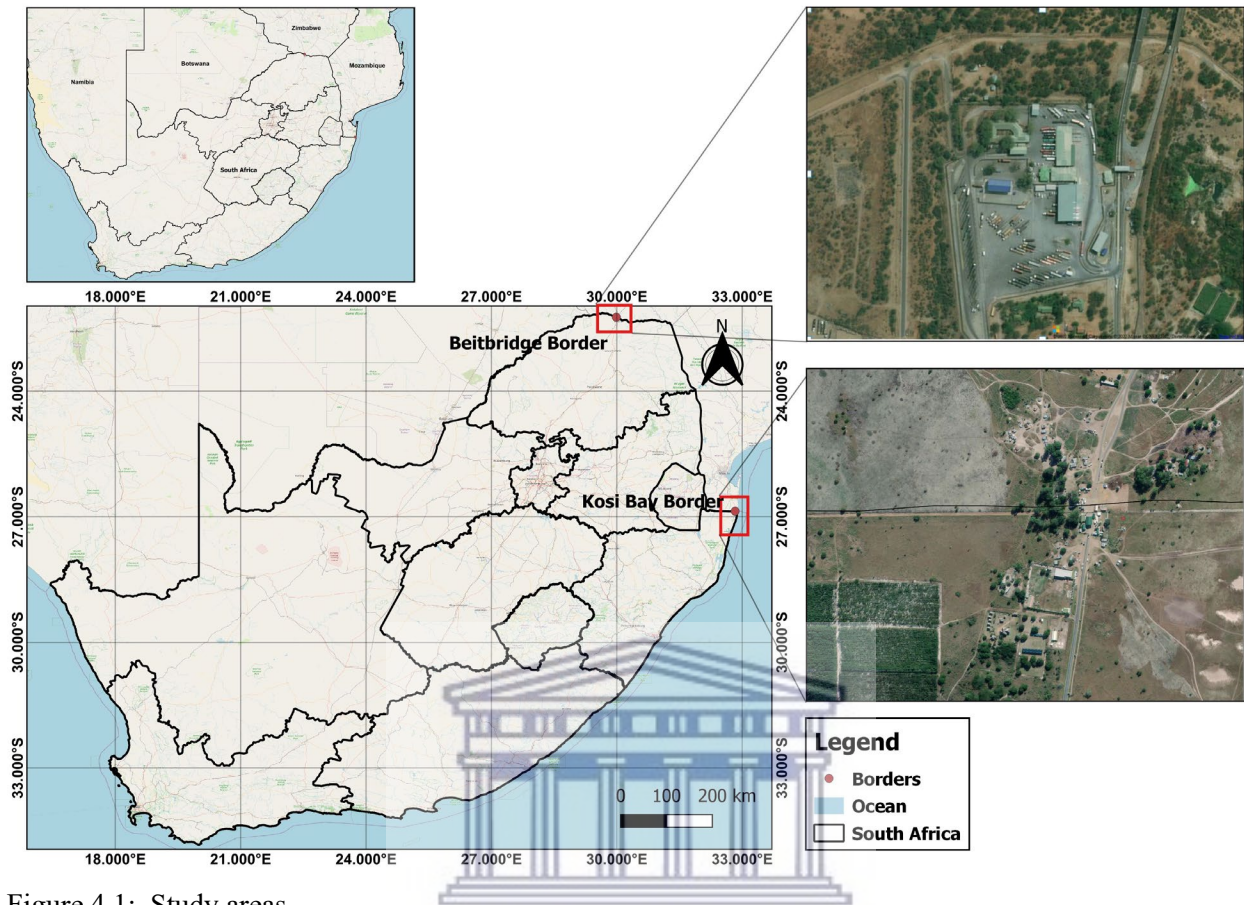 Zimbabwe
Botswana
Mozambique
Namibia
South Africa
18.000°E 21.000°E 24.000°E 27.000°E 30.000°E 33.000°E
Beitbridge Border
N
24.000°S 24.000°S
Kosi Bay Border
27.000°S 27.000°S
30.000°S 30.000°S
Legend
Borders
Ocean
South Africa
33.000°S 33.000°S
0 100 200 km
18.000°E 21.000°E 24.000°E 27.000°E 30.000°E 33.000°E
Figure 4.1: Study areas